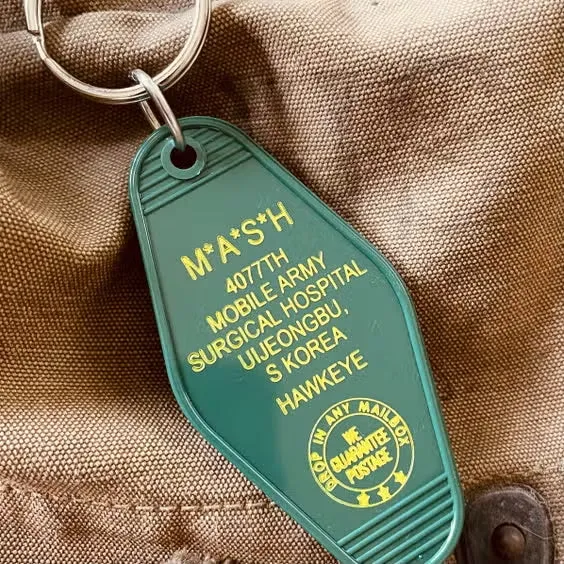 M*A*S*H
4077TH
MOBILE ARMY
SURGICAL HOSPITAL
UIJEONGBU,
S KOREA
HAWKEYE
DROP IN ANY MAILBOX
WE
GUARANTEE
POSTAGE